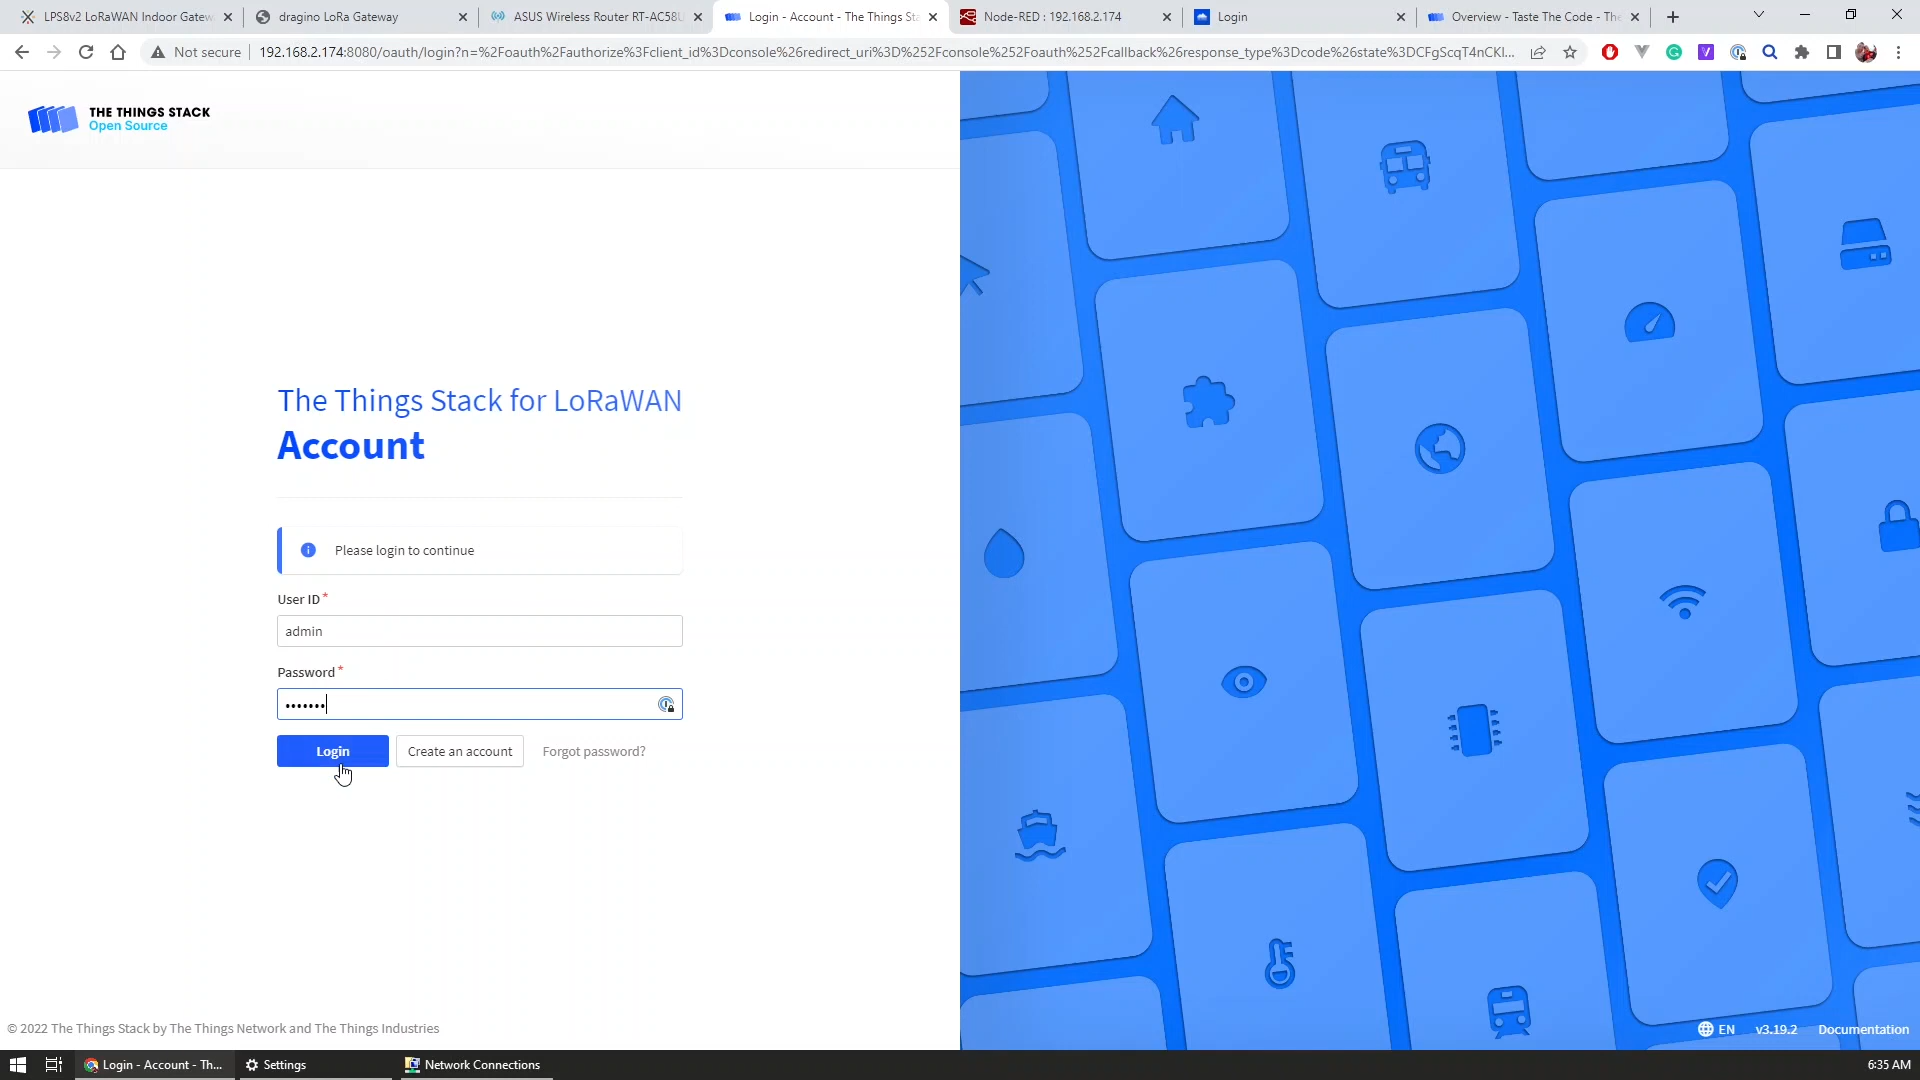 LPS8v2 LoRaWAN Indoor Gatew
dragino LoRa Gateway
ASUS Wireless Router RT-AC58U
Login - Account - The Things Sta
Node-RED : 192.168.2.174
Login
Overview - Taste The Code - The
Not secure
192.168.2.174:8080/oauth/login?n=%2Foauth%2Fauthorize%3Fclient_id%3Dconsole%26redirect_uri%3D%252Fconsole%252Foauth%252Fcallback%26response_type%3Dcode%26state%3DCFgScqT4nCKI...
THE THINGS STACK
Open Source
The Things Stack for LoRaWAN
Account
Please login to continue
User ID*
admin
Password*
•••••••
Login
Create an account
Forgot password?
© 2022 The Things Stack by The Things Network and The Things Industries
EN
v3.19.2
Documentation
Login - Account - Th...
Settings
Network Connections
6:35 AM